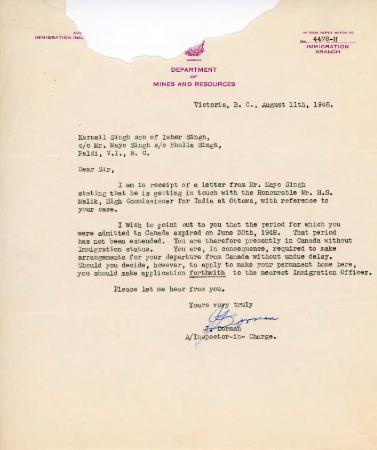 IN YOUR REPLY REFER TO
No. 4478-H
IMMIGRATION
BRANCH
IMMIGRATION
DEPARTMENT
OF
MINES AND RESOURCES
Victoria, B. C., August 11th, 1948.
Karnail Singh son of Isher Singh,
c/o Mr. Mayo Singh s/o Bhulla Singh,
Paldi, V.I., B. C.
Dear Sir,
I am in receipt of a letter from Mr. Mayo Singh
stating that he is getting in touch with the Honourable Mr. H.S.
Malik, High Commissioner for India at Ottawa, with reference to
your case.
I wish to point out to you that the period for which you
were admitted to Canada expired on June 30th, 1948. That period
has not been extended. You are therefore presently in Canada without
Immigration status. You are, in consequence, required to make
arrangements for your departure from Canada without undue delay.
Should you decide, however, to apply to make your permanent home here,
you should make application forthwith to the nearest Immigration Officer.
Please let me hear from you.
Yours very truly
J. Dorman
A/Inspector-in- Charge.